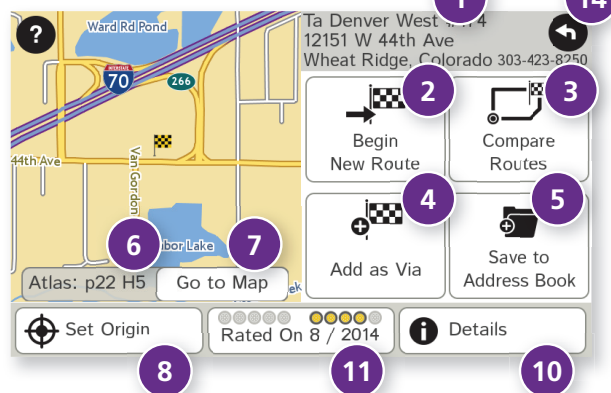 1
14
?
Ward Rd Pond
70
266
44th Ave
Van Gordon
6
7
Lake
Atlas: p22 H5
Go to Map
Ta Denver West
12151 W 44th Ave
Wheat Ridge, Colorado 303-423-8250
2
3
Begin
New Route
Compare
Routes
4
5
Add as Via
Save to
Address Book
Set Origin
Rated On 8 / 2014
Details
8
11
10